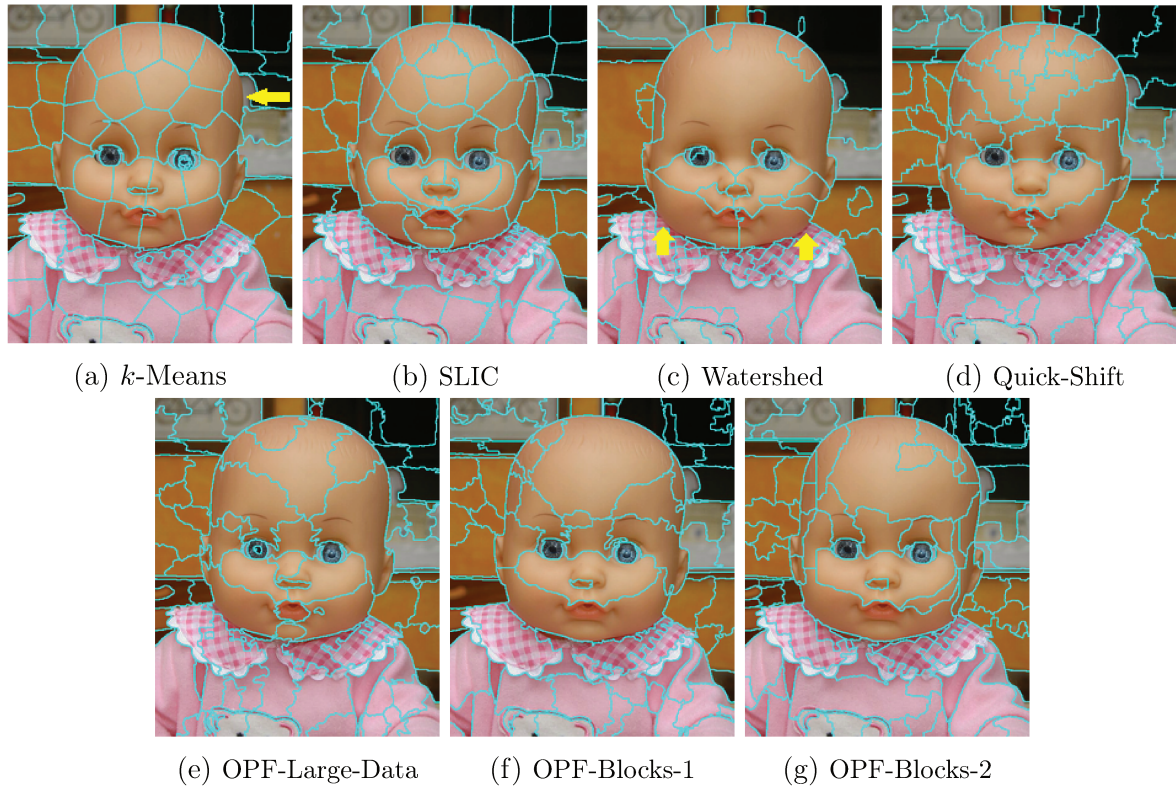 (a) k-Means
(b) SLIC
(c) Watershed
(d) Quick-Shift
(e) OPF-Large-Data
(f) OPF-Blocks-1
(g) OPF-Blocks-2